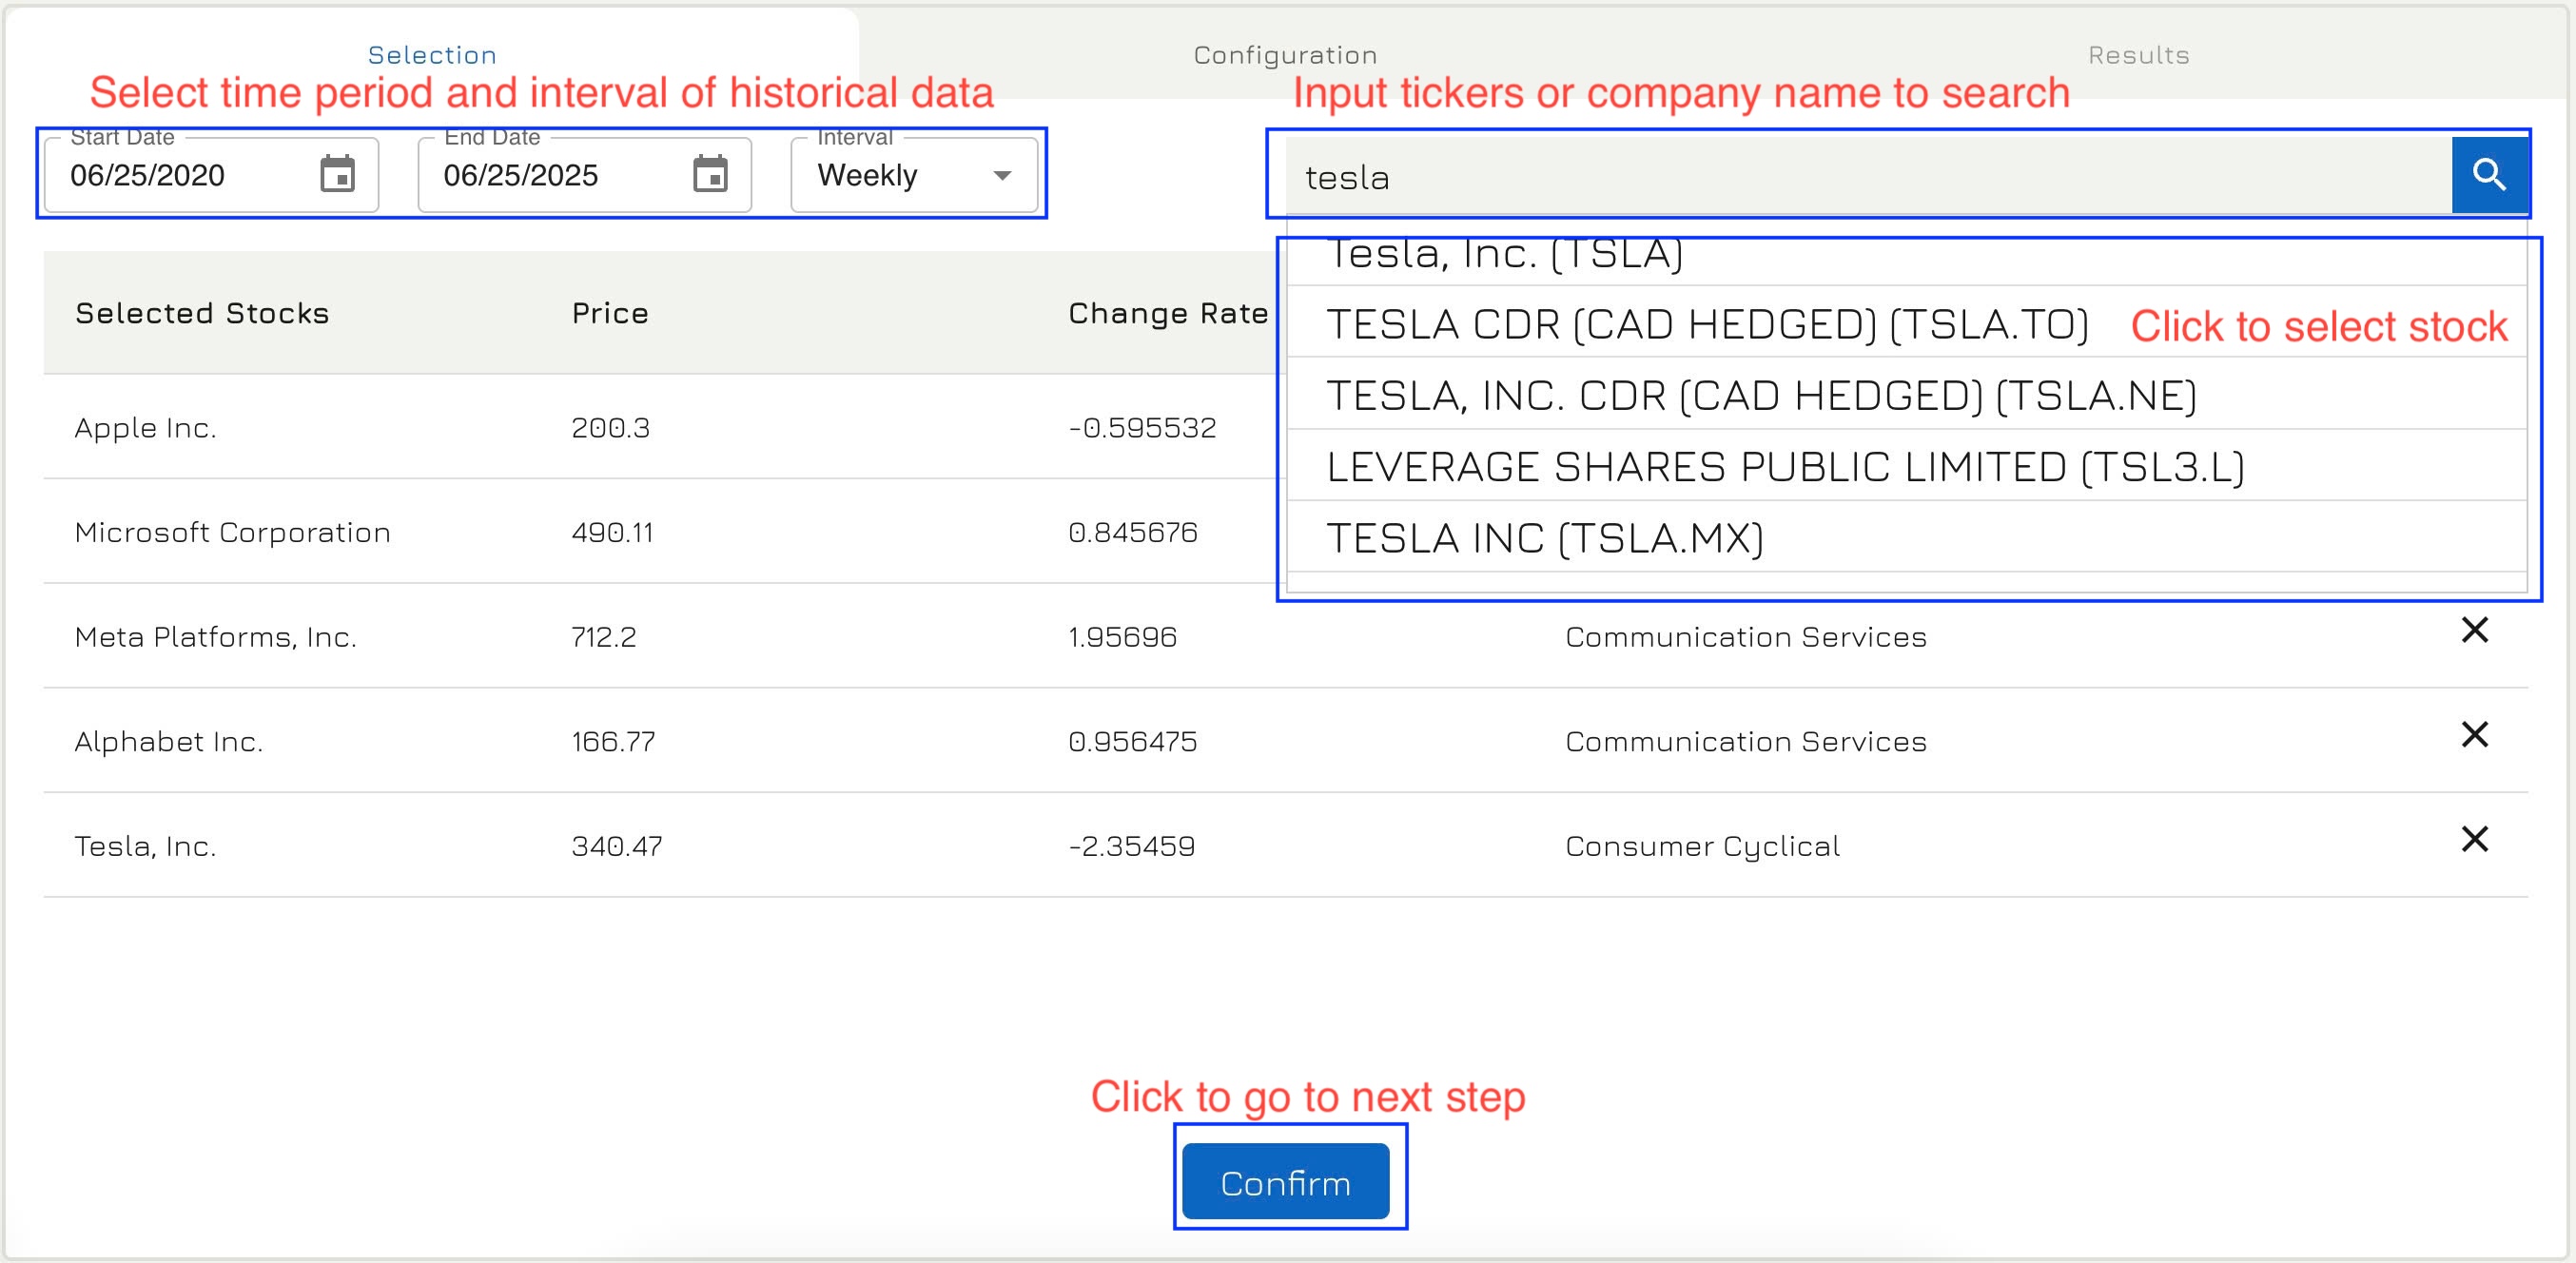 Selection
Configuration
Results
Select time period and interval of historical data
Input tickers or company name to search
Start Date
End Date
Interval
06/25/2020
06/25/2025
Weekly
tesla
Tesla, Inc. (TSLA)
TESLA CDR (CAD HEDGED) (TSLA.TO)
Click to select stock
TESLA, INC. CDR (CAD HEDGED) (TSLA.NE)
LEVERAGE SHARES PUBLIC LIMITED (TSL3.L)
TESLA INC (TSLA.MX)
Selected Stocks Price Change Rate
Apple Inc. 200.3 -0.595532
Microsoft Corporation 490.11 0.845676
Meta Platforms, Inc. 712.2 1.95696 Communication Services
Alphabet Inc. 166.77 0.956475 Communication Services
Tesla, Inc. 340.47 -2.35459 Consumer Cyclical
Click to go to next step
Confirm